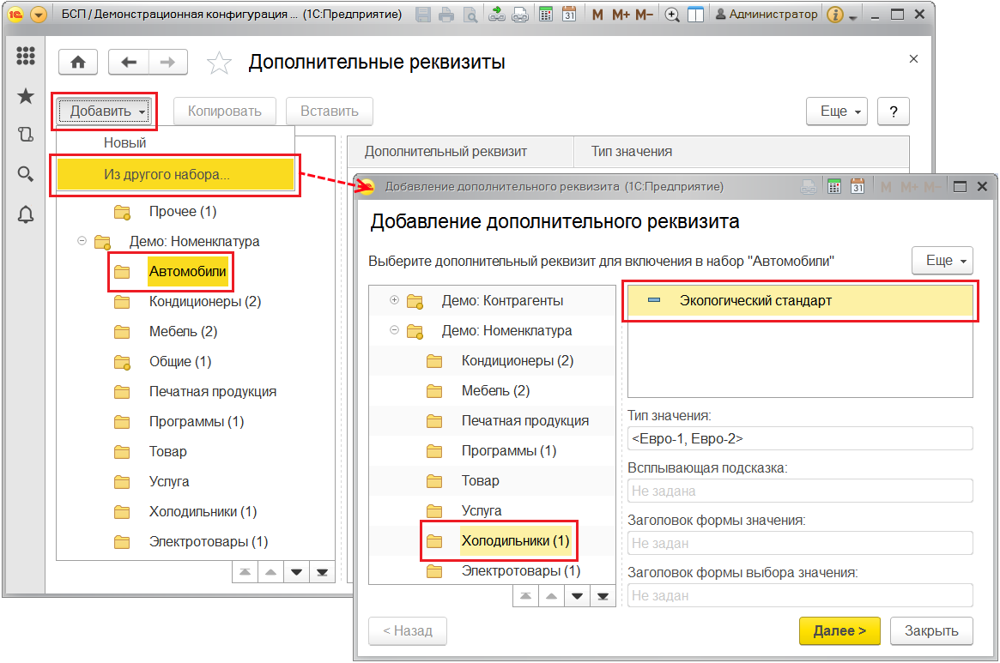 БСП / Демонстрационная конфигурация ... (1С:Предприятие)
M M+ M−
Администратор
Дополнительные реквизиты
Добавить
Копировать
Вставить
Еще
?
Новый
Из другого набора...
Дополнительный реквизит
Тип значения
Прочее (1)
Демо: Номенклатура
Автомобили
Кондиционеры (2)
Мебель (2)
Общие (1)
Печатная продукция
Программы (1)
Товар
Услуга
Холодильники (1)
Электротовары (1)
Добавление дополнительного реквизита (1С:Предприятие)
31
M M+ M−
Добавление дополнительного реквизита
Выберите дополнительный реквизит для включения в набор "Автомобили"
Еще
Демо: Контрагенты
Демо: Номенклатура
Кондиционеры (2)
Мебель (2)
Печатная продукция
Программы (1)
Товар
Услуга
Холодильники (1)
Электротовары (1)
Экологический стандарт
Тип значения:
<Евро-1, Евро-2>
Всплывающая подсказка:
Не задана
Заголовок формы значения:
Не задан
Заголовок формы выбора значения:
Не задан
< Назад
Далее >
Закрыть